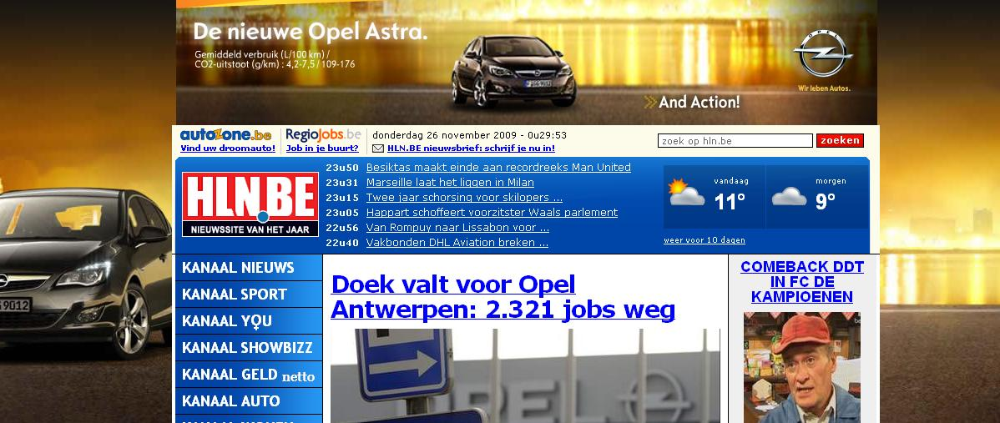 De nieuwe Opel Astra.
Gemiddeld verbruik (L/100 km) /
CO2-uitstoot (g/km) : 4,2-7,5 / 109-176
OPEL
Wir leben Autos.
And Action!
autozone.be
Vind uw droomauto!
RegioJobs.be
Job in je buurt?
donderdag 26 november 2009 - 0u29:53
HLN.BE nieuwsbrief: schrijf je nu in!
zoek op hln.be
zoeken
HLN.BE
NIEUWSSITE VAN HET JAAR
23u50 Besiktas maakt einde aan recordreeks Man United
23u31 Marseille laat het liggen in Milan
23u15 Twee jaar schorsing voor skilopers ...
23u05 Happart schoffeert voorzitster Waals parlement
22u56 Van Rompuy naar Lissabon voor ...
22u40 Vakbonden DHL Aviation breken ...
vandaag
11°
morgen
9°
weer voor 10 dagen
KANAAL NIEUWS
KANAAL SPORT
KANAAL YOU
KANAAL SHOWBIZZ
KANAAL GELD netto
KANAAL AUTO
Doek valt voor Opel
Antwerpen: 2.321 jobs weg
OPEL
COMEBACK DDT
IN FC DE
KAMPIOENEN
9012